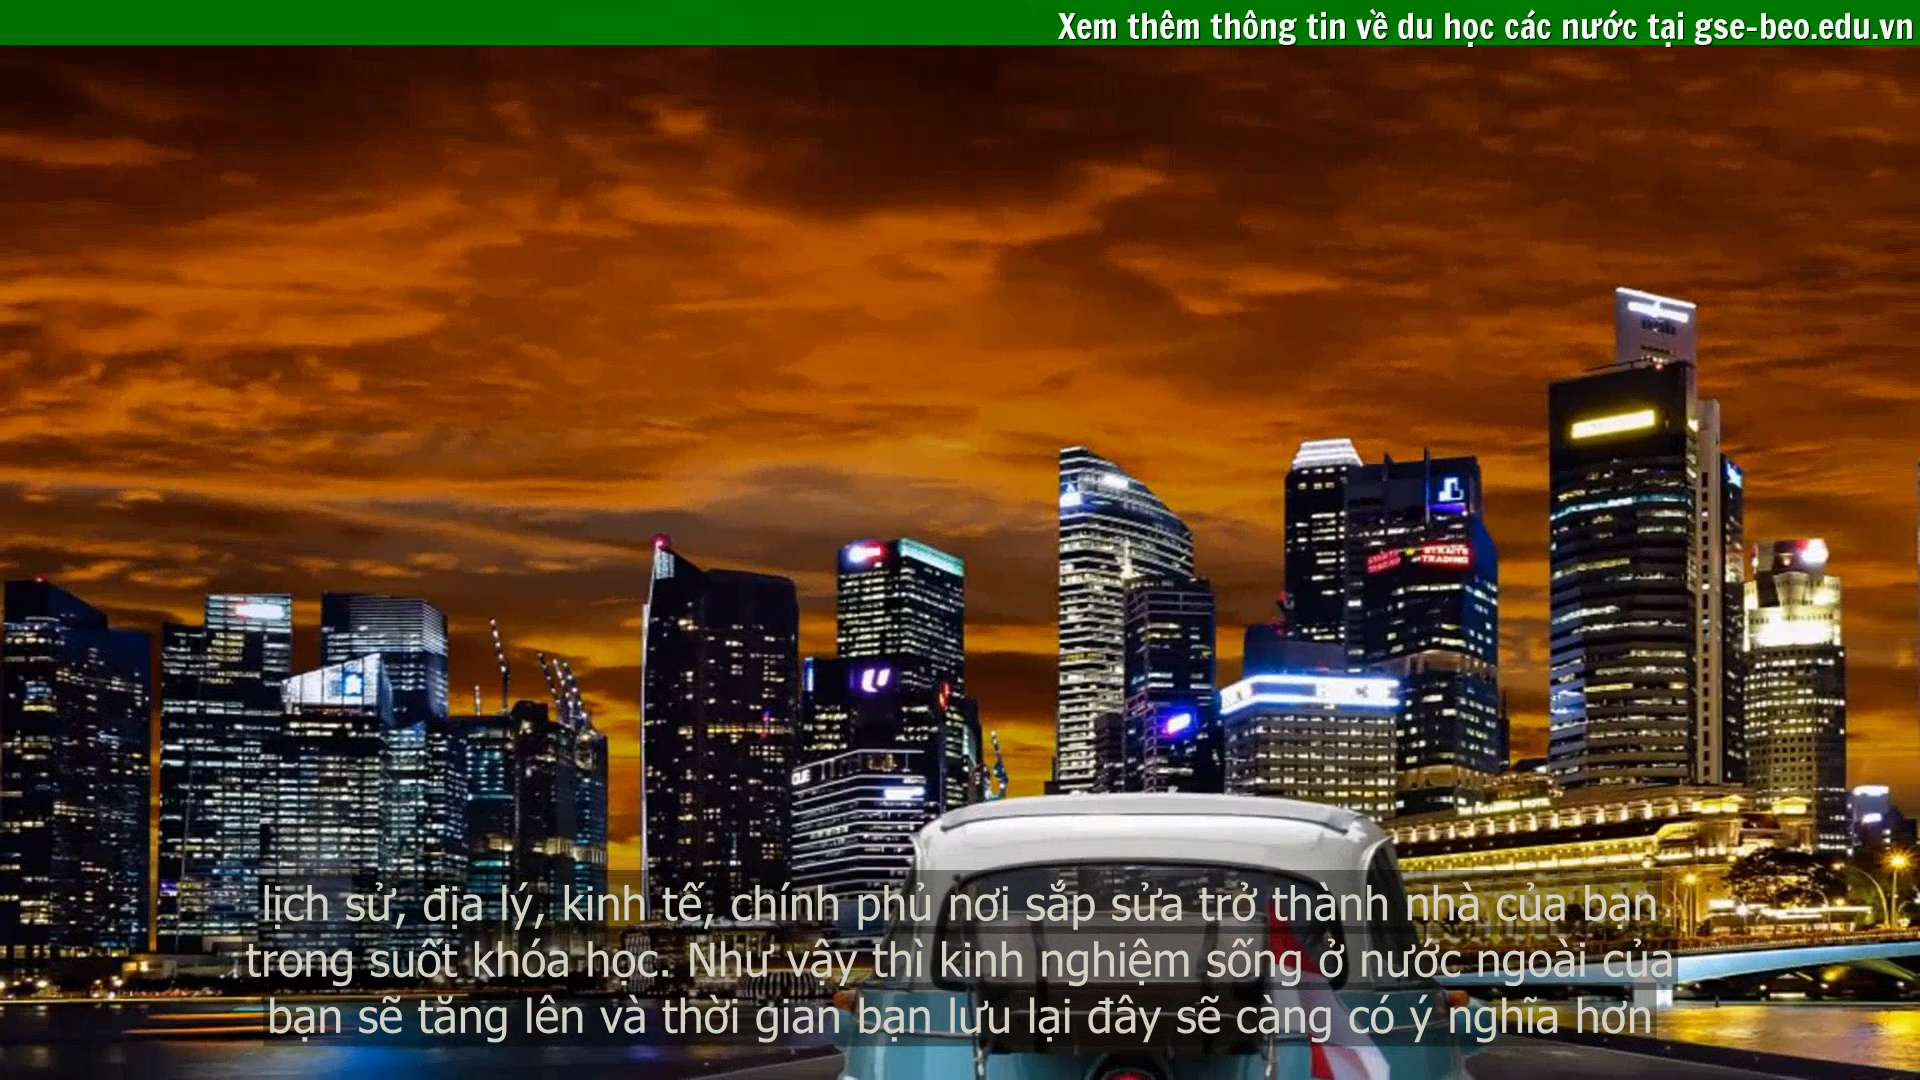 Xem thêm thông tin về du học các nước tại gse-beo.edu.vn
STRAITS
TRADING
OUE
lịch sử, địa lý, kinh tế, chính phủ nơi sắp sửa trở thành nhà của bạn
trong suốt khóa học. Như vậy thì kinh nghiệm sống ở nước ngoài của
bạn sẽ tăng lên và thời gian bạn lưu lại đây sẽ càng có ý nghĩa hơn